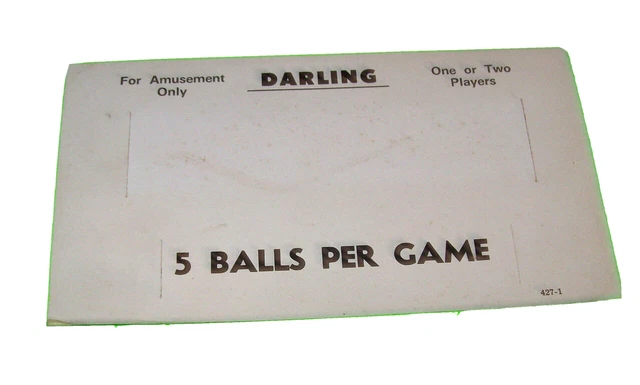 For Amusement
Only
DARLING
One or Two
Players
5 BALLS PER GAME
427-1